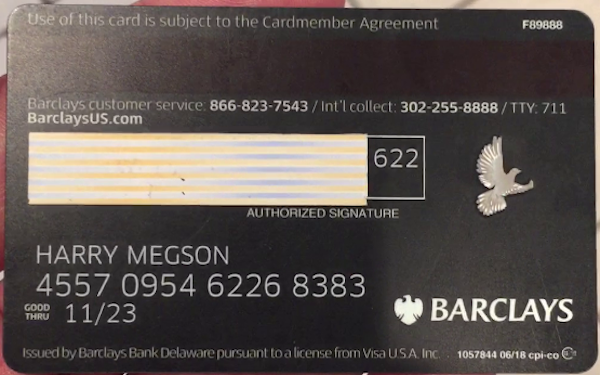 Use of this card is subject to the Cardmember Agreement F89888
Barclays customer service: 866-823-7543 / Int'l collect: 302-255-8888 / TTY: 711
BarclaysUS.com
622
AUTHORIZED SIGNATURE
HARRY MEGSON
4557 0954 6226 8383
GOOD THRU 11/23
BARCLAYS
Issued by Barclays Bank Delaware pursuant to a license from Visa U.S.A. Inc. 1057844 06/18 cpi-co